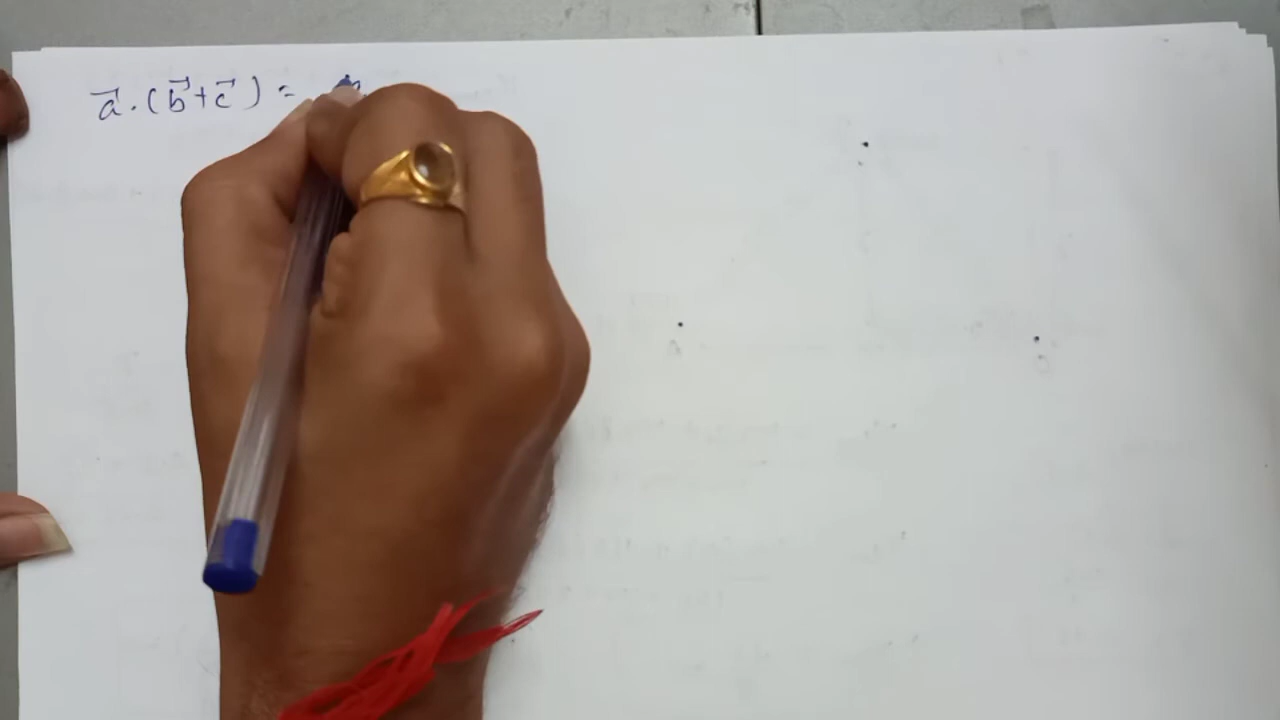 a⃗ . (b⃗ + c⃗ ) =